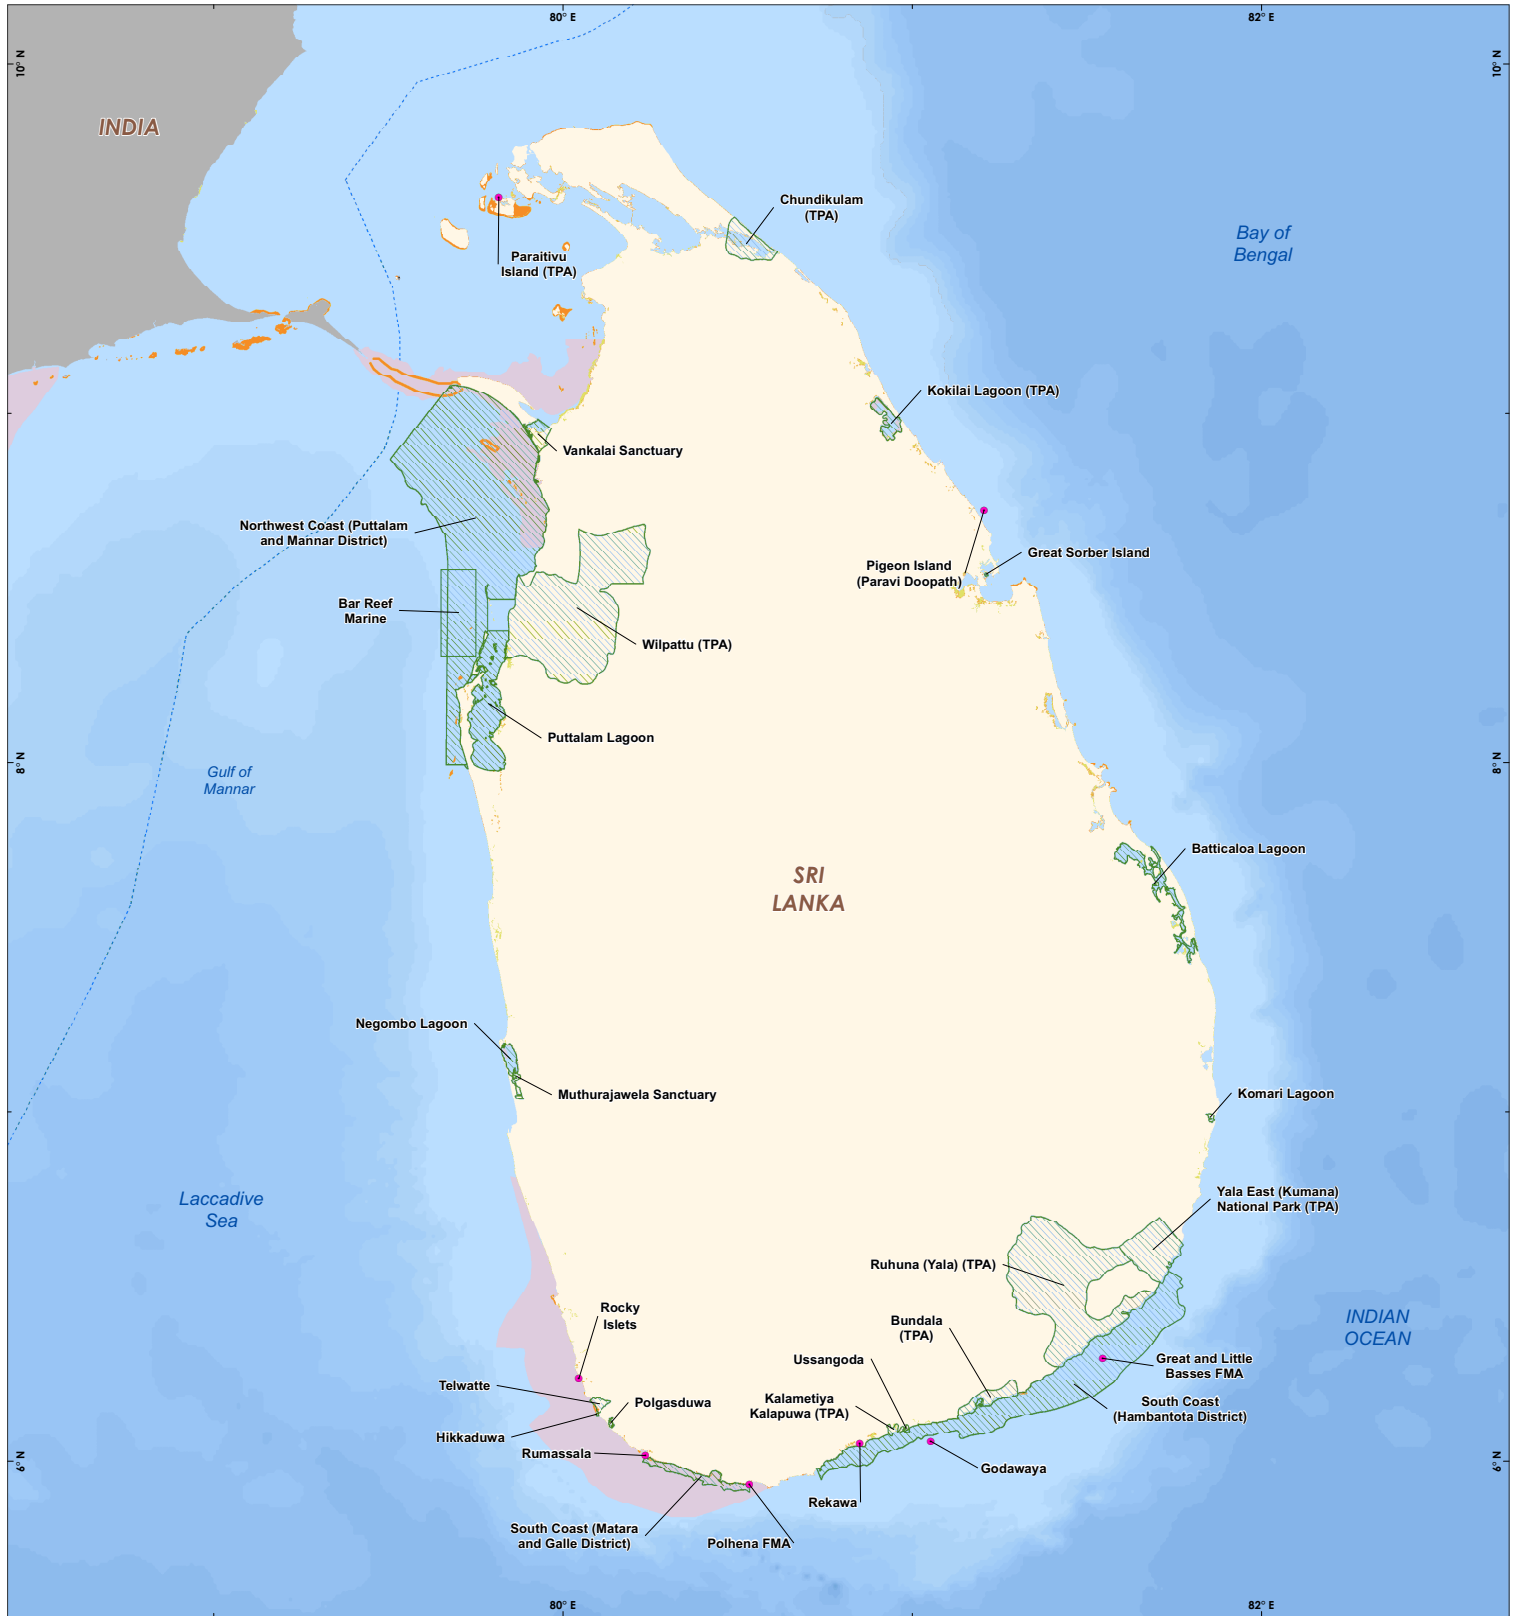 80° E
82° E
10° N
10° N
INDIA
Chundikulam
(TPA)
Bay of
Bengal
Paraitivu
Island (TPA)
Kokilai Lagoon (TPA)
Vankalai Sanctuary
Northwest Coast (Puttalam
and Mannar District)
Great Sorber Island
Pigeon Island
(Paravi Doopath)
Bar Reef
Marine
Wilpattu (TPA)
Puttalam Lagoon
8° N
8° N
Gulf of
Mannar
Batticaloa Lagoon
SRI
LANKA
Negombo Lagoon
Muthurajawela Sanctuary
Komari Lagoon
Laccadive
Sea
Yala East (Kumana)
National Park (TPA)
Ruhuna (Yala) (TPA)
Rocky
Islets
Bundala
(TPA)
INDIAN
OCEAN
Ussangoda
Great and Little
Basses FMA
Telwatte
Polgasduwa
Kalametiya
Kalapuwa (TPA)
South Coast
(Hambantota District)
Hikkaduwa
Rumassala
Godawaya
6° N
6° N
Rekawa
South Coast (Matara
and Galle District)
Polhena FMA
80° E
82° E